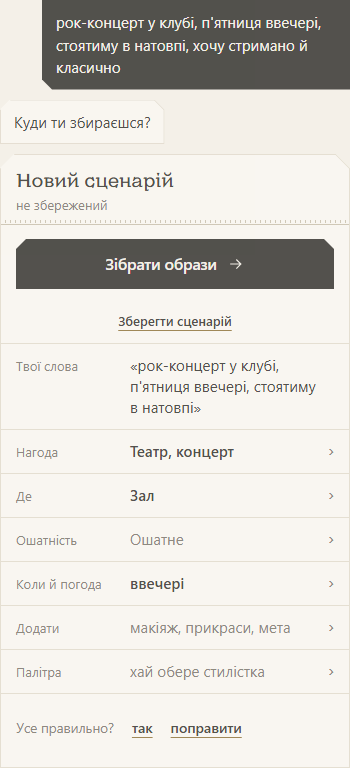 рок-концерт у клубі, п'ятниця ввечері,
стоятиму в натовпі, хочу стримано й
класично
Куди ти збираєшся?
Новий сценарій
не збережений
Зібрати образи →
Зберегти сценарій
Твої слова «рок-концерт у клубі,
п'ятниця ввечері, стоятиму
в натовпі»
Нагода Театр, концерт
Де Зал
Ошатність Ошатне
Коли й погода ввечері
Додати макіяж, прикраси, мета
Палітра хай обере стилістка
Усе правильно? так поправити